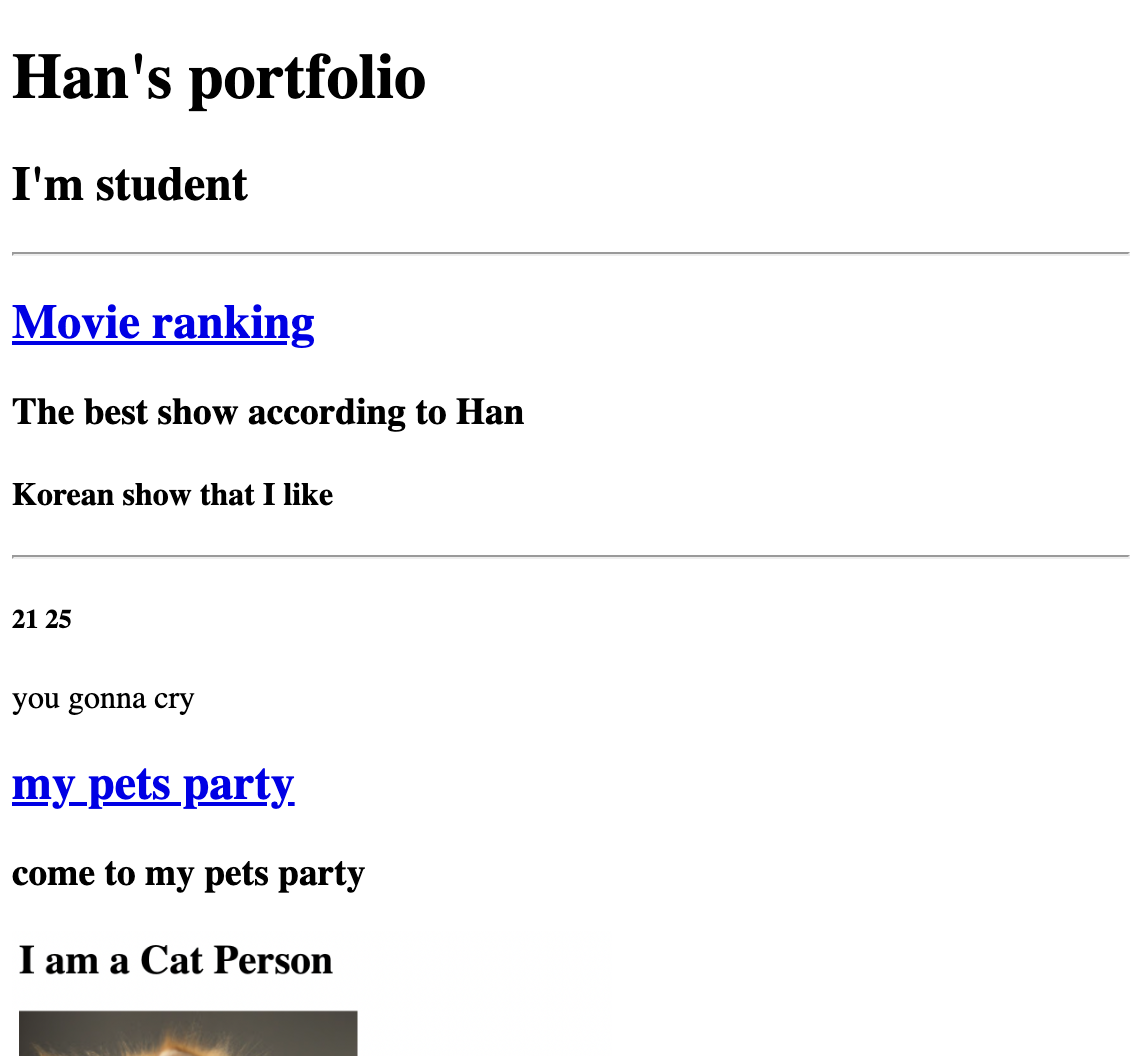 Han's portfolio
I'm student
Movie ranking
The best show according to Han
Korean show that I like
21 25
you gonna cry
my pets party
come to my pets party
I am a Cat Person